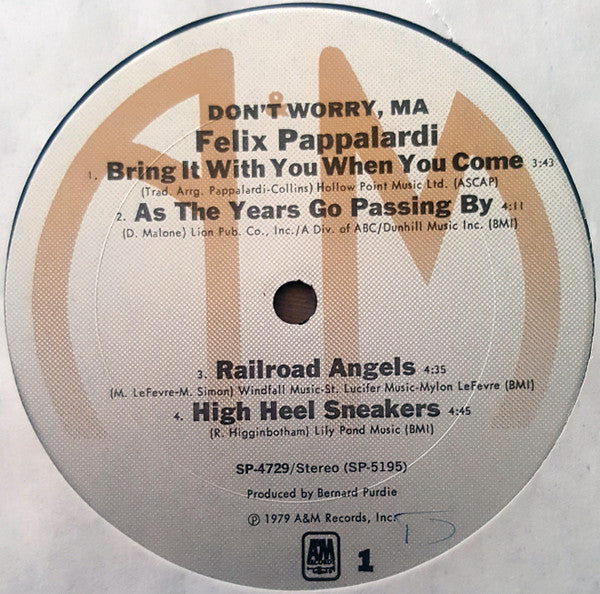 DON'T WORRY, MA
Felix Pappalardi
1. Bring It With You When You Come 3:43
(Trad. Arrg. Pappalardi-Collins) Hollow Point Music Ltd. (ASCAP)
2. As The Years Go Passing By 4:11
(D. Malone) Lion Pub. Co., Inc./A Div. of ABC/Dunhill Music Inc. (BMI)
3. Railroad Angels 4:35
(M. LeFevre-M. Simon) Windfall Music-St. Lucifer Music-Mylon LeFevre (BMI)
4. High Heel Sneakers 4:45
(R. Higginbotham) Lily Pond Music (BMI)
SP-4729/Stereo (SP-5195)
Produced by Bernard Purdie
℗ 1979 A&M Records, Inc.
A&M
RECORDS
1
A&M